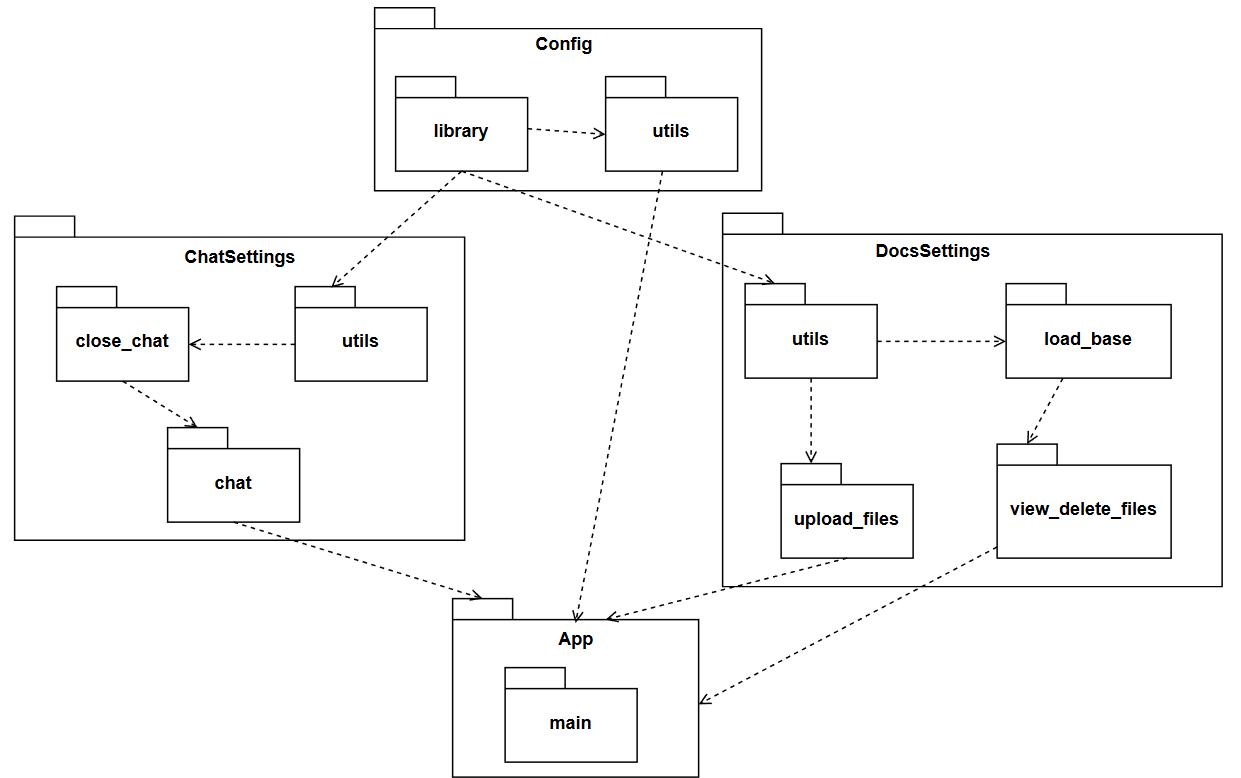 Config
library
utils
ChatSettings
close_chat
utils
chat
DocsSettings
utils
load_base
upload_files
view_delete_files
App
main